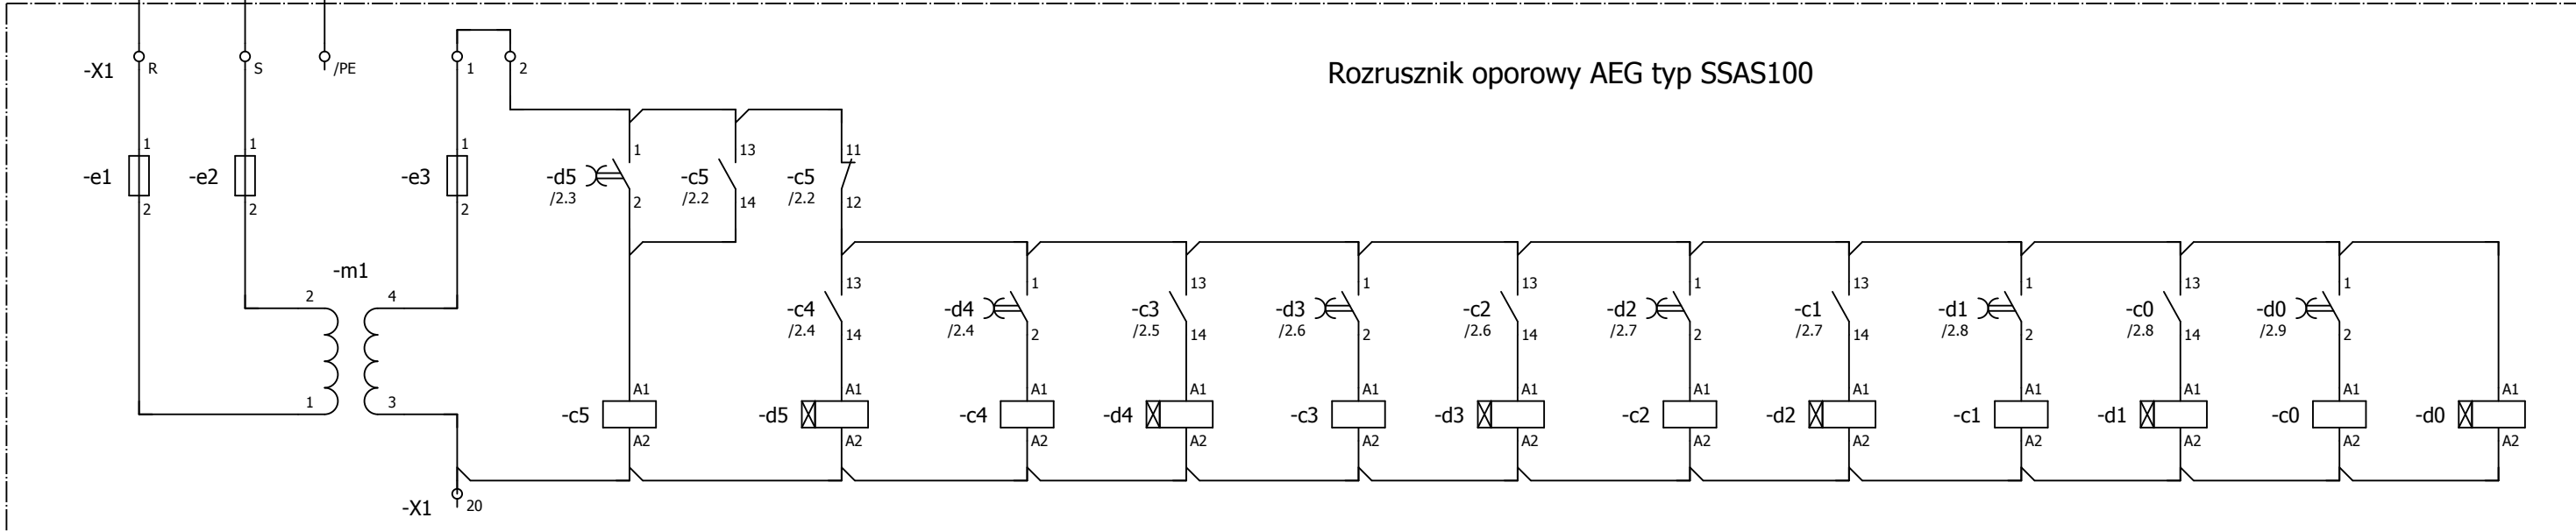 Rozrusznik oporowy AEG typ SSAS100
-X1 R S /PE 1 2
1 1 1 1 13 11
-e1 -e2 -e3 -d5 -c5 -c5
/2.3 /2.2 /2.2
2 2 2 2 14 12
-m1
2 4
13 1 13 1 13 1 13 1 13 1
-c4 -d4 -c3 -d3 -c2 -d2 -c1 -d1 -c0 -d0
/2.4 /2.4 /2.5 /2.6 /2.6 /2.7 /2.7 /2.8 /2.8 /2.9
14 2 14 2 14 2 14 2 14 2
1 3
A1 A1 A1 A1 A1 A1 A1 A1 A1 A1 A1 A1
-c5 -d5 -c4 -d4 -c3 -d3 -c2 -d2 -c1 -d1 -c0 -d0
A2 A2 A2 A2 A2 A2 A2 A2 A2 A2 A2 A2
-X1 20